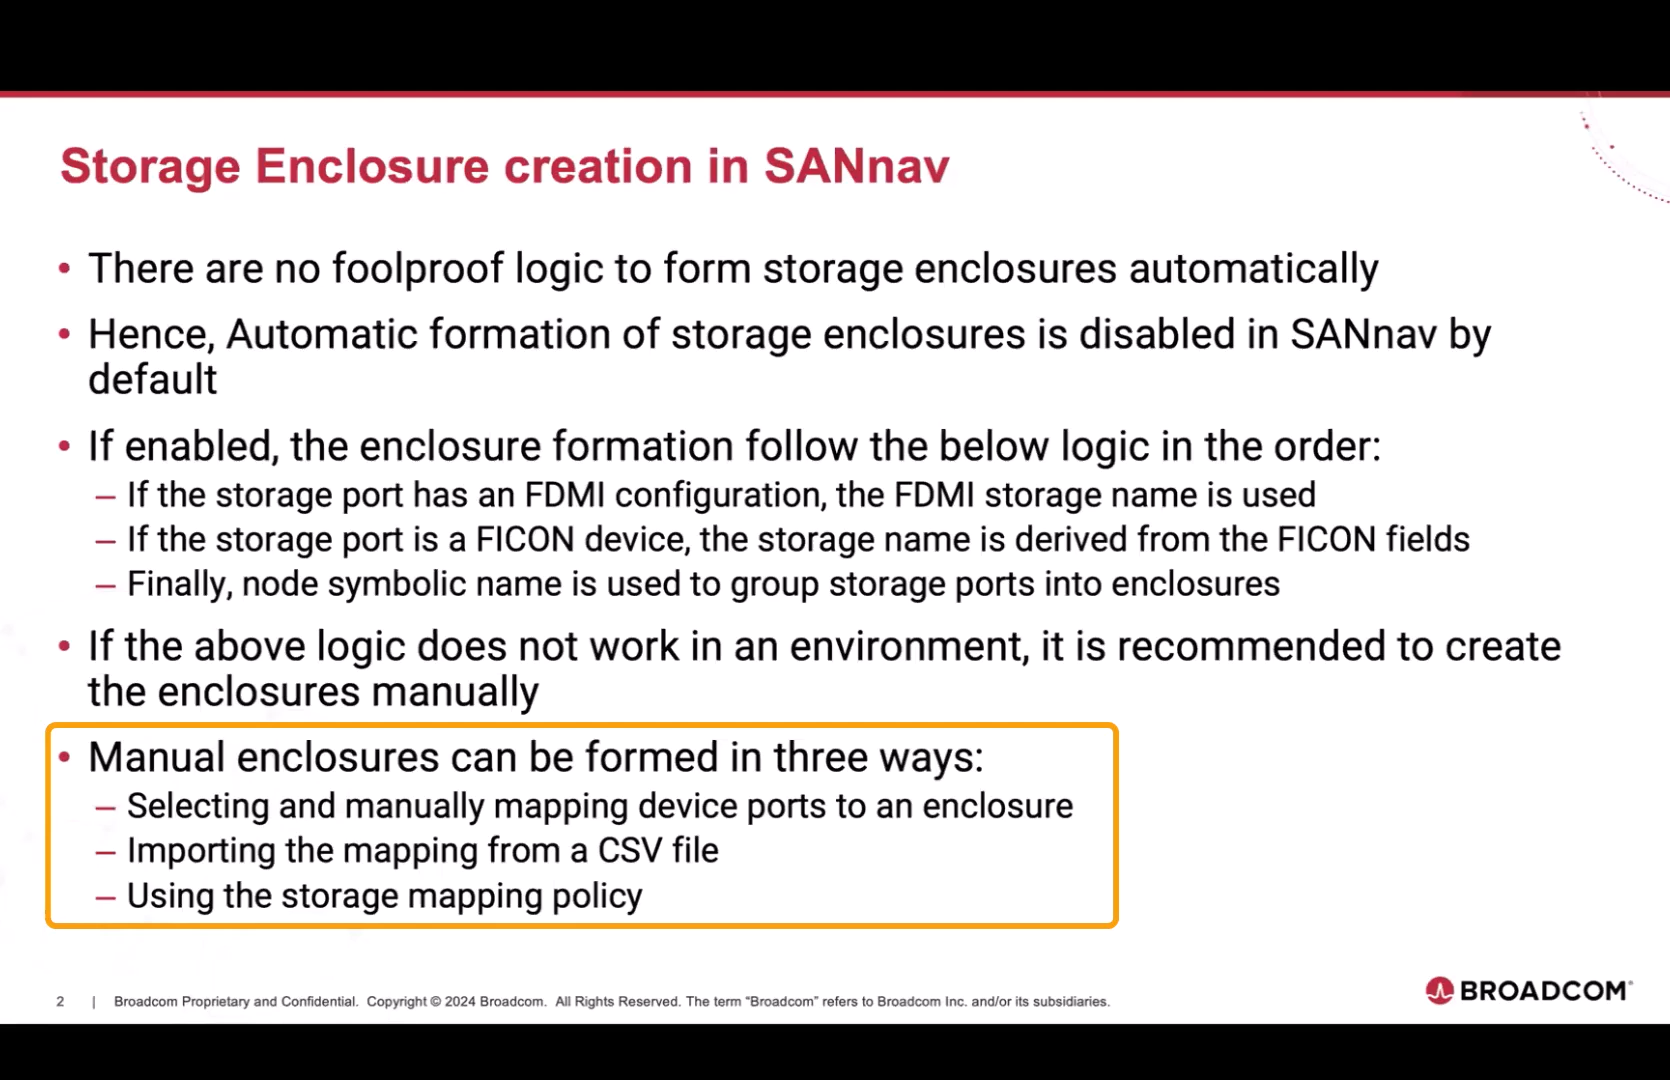 Storage Enclosure creation in SANnav
• There are no foolproof logic to form storage enclosures automatically
• Hence, Automatic formation of storage enclosures is disabled in SANnav by
default
• If enabled, the enclosure formation follow the below logic in the order:
– If the storage port has an FDMI configuration, the FDMI storage name is used
– If the storage port is a FICON device, the storage name is derived from the FICON fields
– Finally, node symbolic name is used to group storage ports into enclosures
• If the above logic does not work in an environment, it is recommended to create
the enclosures manually
• Manual enclosures can be formed in three ways:
– Selecting and manually mapping device ports to an enclosure
– Importing the mapping from a CSV file
– Using the storage mapping policy
2 | Broadcom Proprietary and Confidential. Copyright © 2024 Broadcom. All Rights Reserved. The term “Broadcom” refers to Broadcom Inc. and/or its subsidiaries.
BROADCOM®